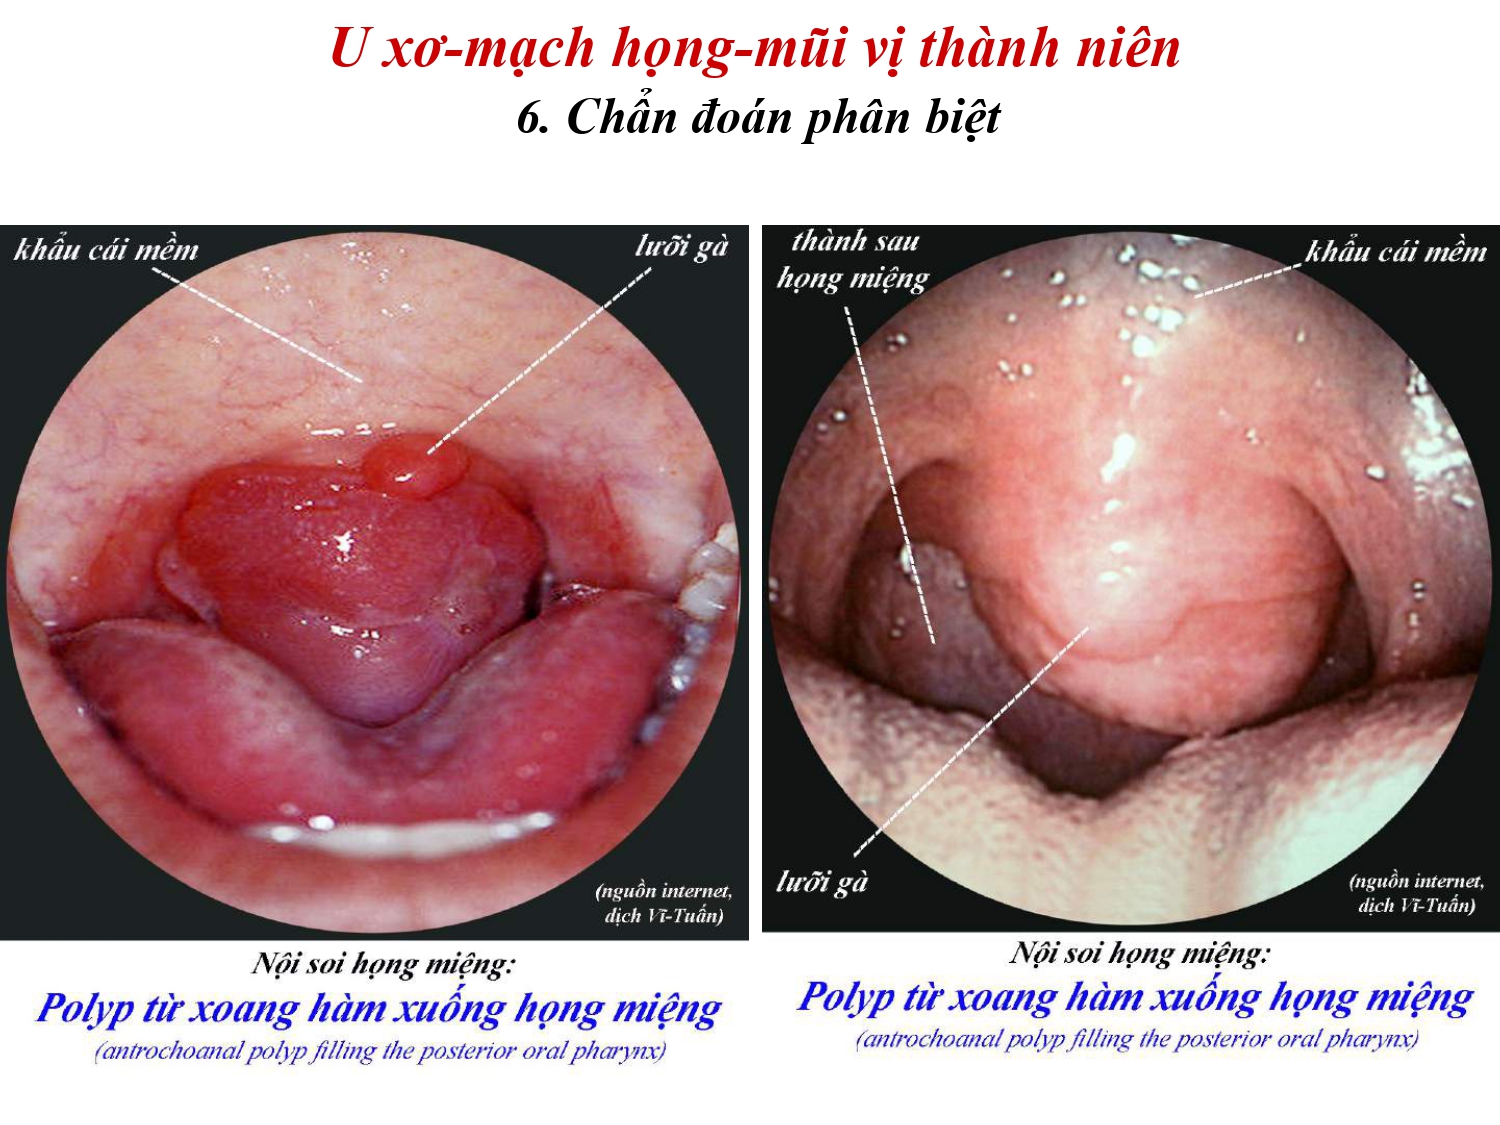 U xơ-mạch họng-mũi vị thành niên
6. Chẩn đoán phân biệt
khẩu cái mềm
lưỡi gà
(nguồn internet,
dịch Vĩ-Tuấn)
Nội soi họng miệng:
Polyp từ xoang hàm xuống họng miệng
(antrochoanal polyp filling the posterior oral pharynx)
thành sau
họng miệng
khẩu cái mềm
lưỡi gà
(nguồn internet,
dịch Vĩ-Tuấn)
Nội soi họng miệng:
Polyp từ xoang hàm xuống họng miệng
(antrochoanal polyp filling the posterior oral pharynx)